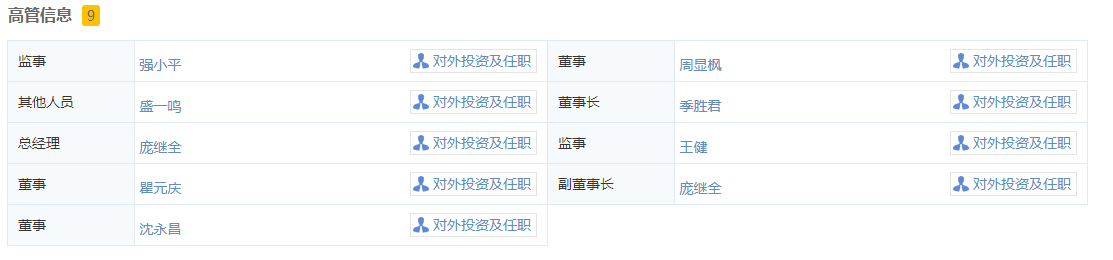 高管信息 9
监事 强小平 对外投资及任职 董事 周显枫 对外投资及任职
其他人员 盛一鸣 对外投资及任职 董事长 季胜君 对外投资及任职
总经理 庞继全 对外投资及任职 监事 王健 对外投资及任职
董事 瞿元庆 对外投资及任职 副董事长 庞继全 对外投资及任职
董事 沈永昌 对外投资及任职